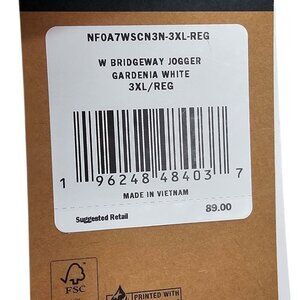 NF0A7WSCN3N-3XL-REG
W BRIDGEWAY JOGGER
GARDENIA WHITE
3XL/REG
1 96248 48403 7
MADE IN VIETNAM
Suggested Retail 89.00
FSC
PRINTED WITH